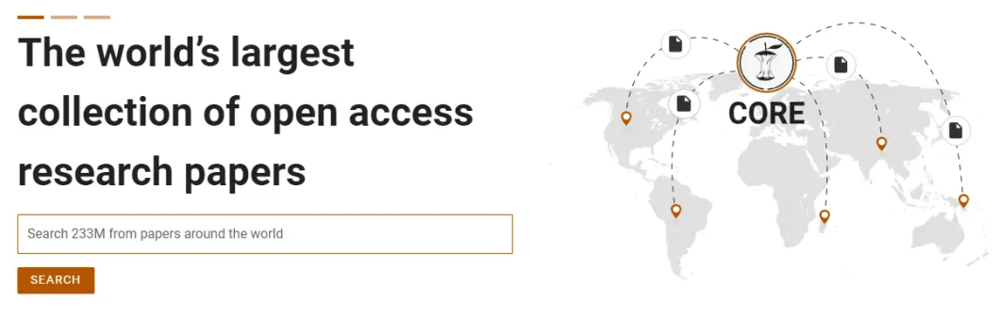 The world’s largest
collection of open access
research papers
Search 233M from papers around the world
SEARCH
CORE